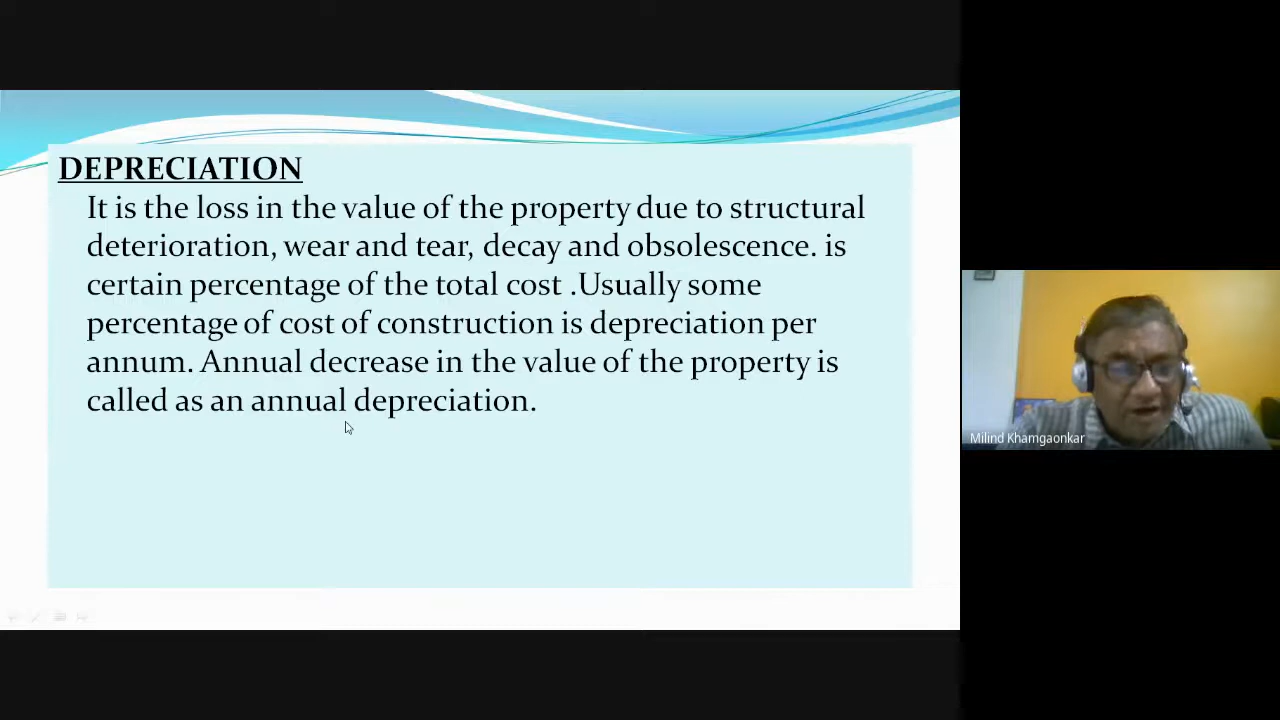 DEPRECIATION
It is the loss in the value of the property due to structural
deterioration, wear and tear, decay and obsolescence. is
certain percentage of the total cost .Usually some
percentage of cost of construction is depreciation per
annum. Annual decrease in the value of the property is
called as an annual depreciation.
Milind Khamgaonkar